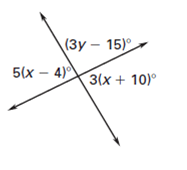 (3y − 15)°
5(x − 4)° 3(x + 10)°